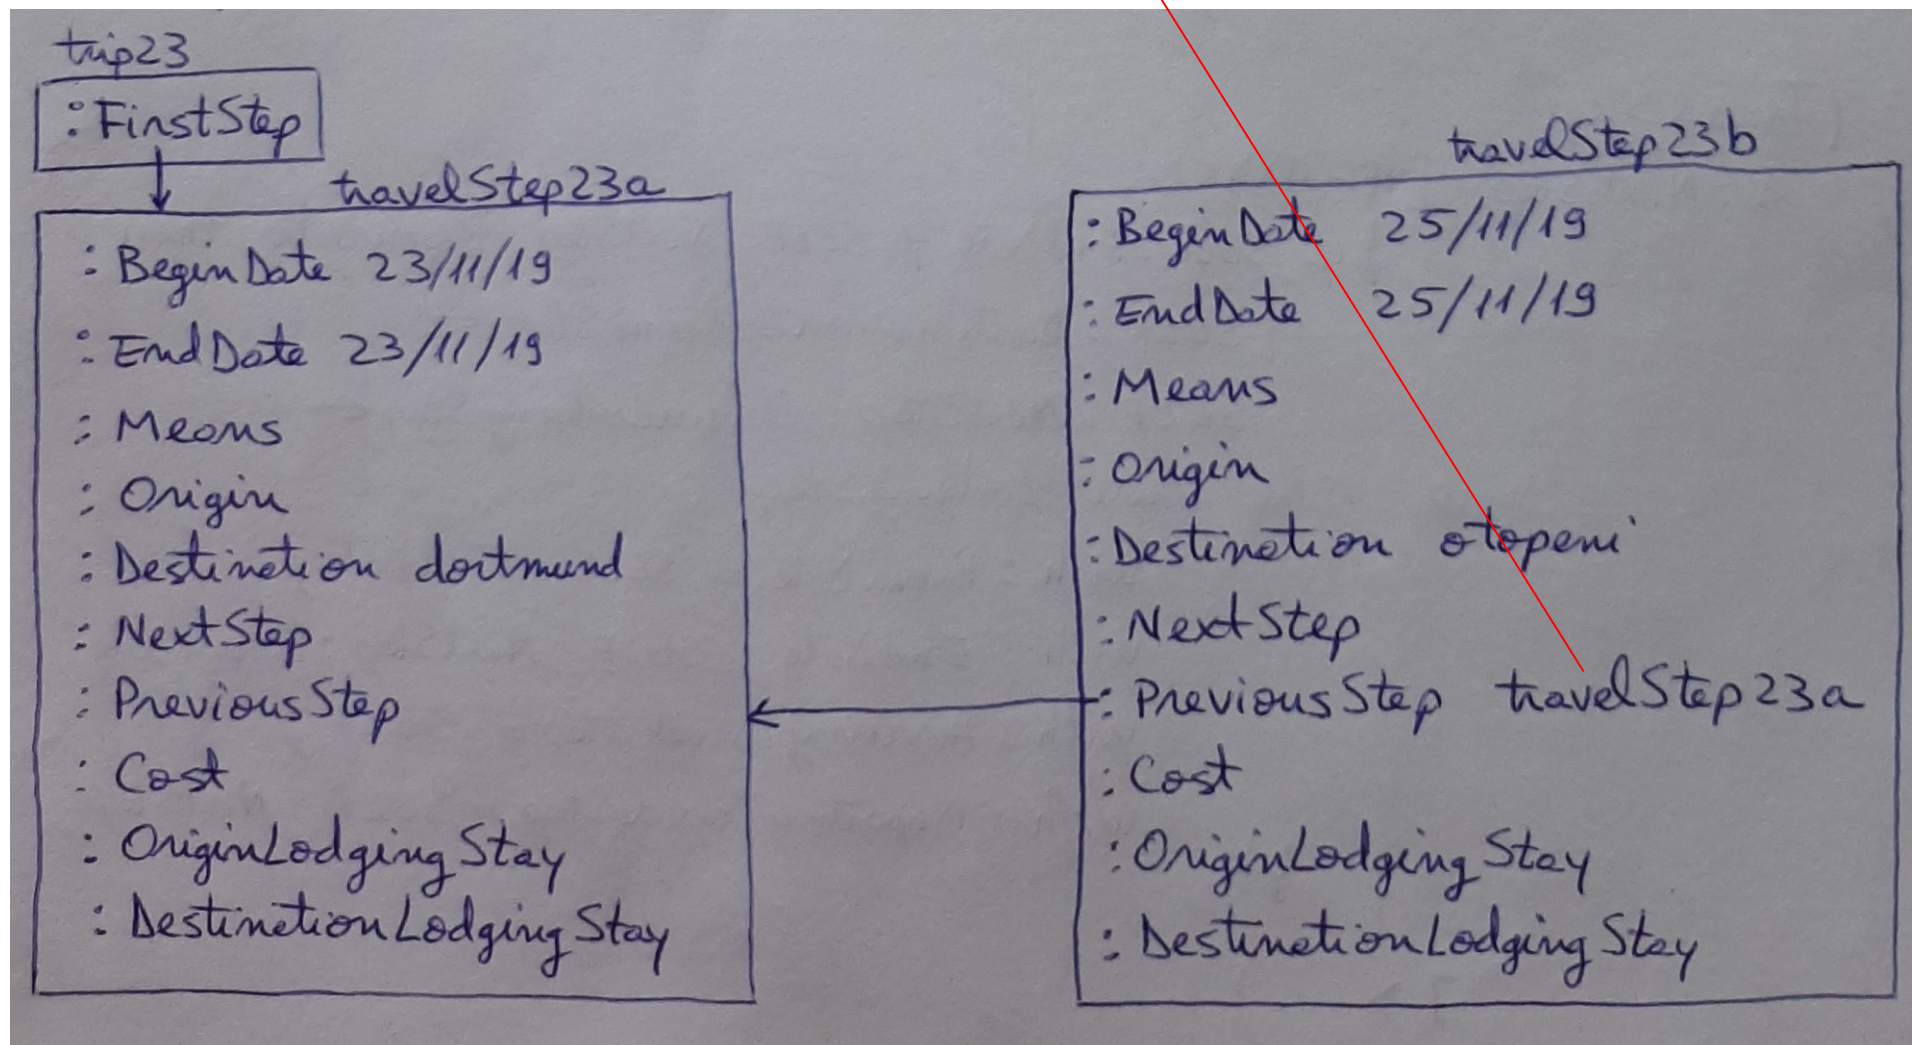 trip23
:FirstStep
travelStep23a
:BeginDate 23/11/19
:EndDate 23/11/19
:Means
:Origin
:Destination dortmund
:NextStep
:PreviousStep
:Cost
:OriginLodgingStay
:DestinationLodgingStay
travelStep23b
:BeginDate 25/11/19
:EndDate 25/11/19
:Means
:Origin
:Destination otopeni
:NextStep
:PreviousStep travelStep23a
:Cost
:OriginLodgingStay
:DestinationLodgingStay